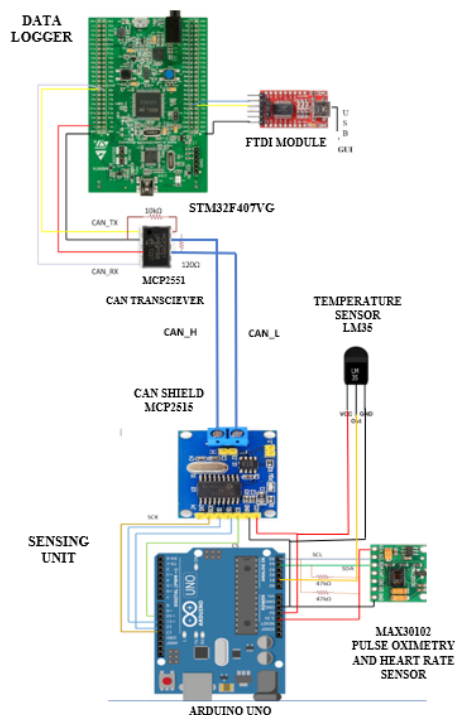 DATA
LOGGER
U
S
B
'
GUI
FTDI MODULE
STM32F407VG
10kΩ
CAN_TX
120Ω
CAN_RX
MCP2551
CAN TRANSCIEVER
CAN_H
CAN_L
TEMPERATURE
SENSOR
LM35
LM
35
VCC
Out
GND
CAN SHIELD
MCP2515
SCK
CS
SENSING
UNIT
SCL
SDA
47kΩ
47kΩ
UNO
ARDUINO
MAX30102
PULSE OXIMETRY
AND HEART RATE
SENSOR
ARDUINO UNO